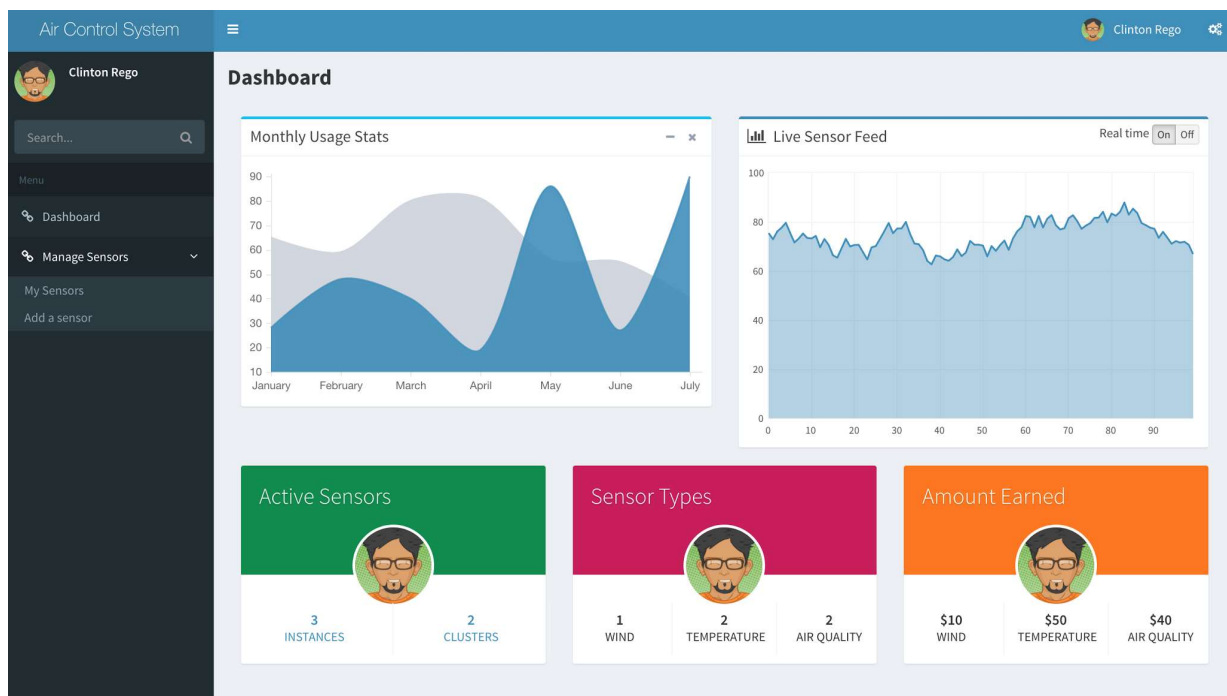 Air Control System
Clinton Rego
Clinton Rego
Search...
Menu
Dashboard
Manage Sensors
My Sensors
Add a sensor
Dashboard
Monthly Usage Stats
90
80
70
60
50
40
30
20
10
January February March April May June July
Live Sensor Feed
Real time On Off
100
80
60
40
20
0
0 10 20 30 40 50 60 70 80 90
Active Sensors
3 2
INSTANCES CLUSTERS
Sensor Types
1 2 2
WIND TEMPERATURE AIR QUALITY
Amount Earned
$10 $50 $40
WIND TEMPERATURE AIR QUALITY